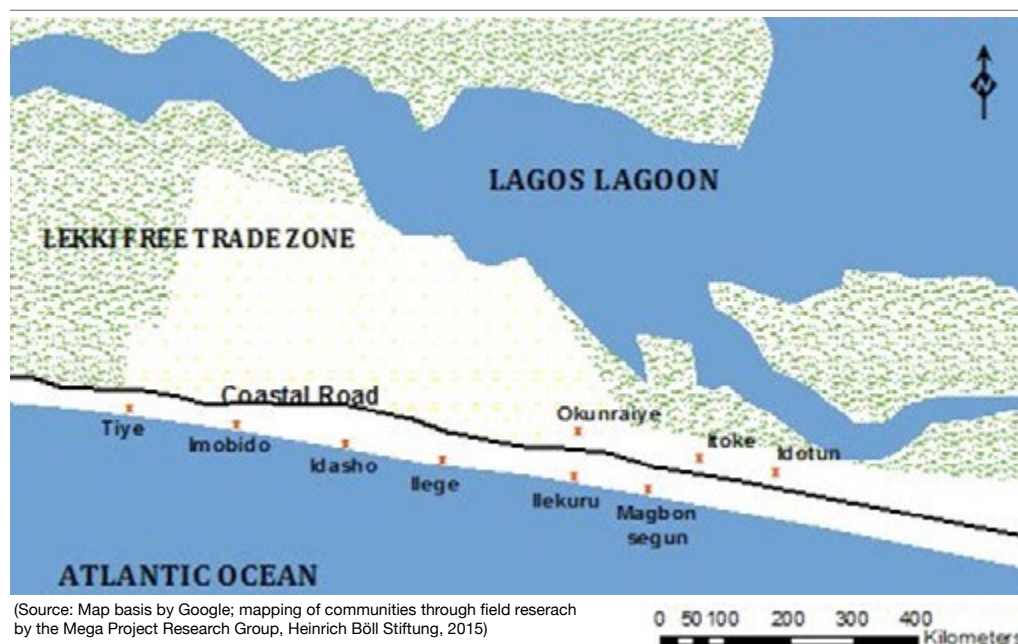 N
LAGOS LAGOON
LEKKI FREE TRADE ZONE
Coastal Road
Okunraiye
Tiye
Imobido
Itoke
Idotun
Idasho
Ilege
Ilekuru
Magbon
segun
ATLANTIC OCEAN
(Source: Map basis by Google; mapping of communities through field reserach
by the Mega Project Research Group, Heinrich Böll Stiftung, 2015)
0 50 100 200 300 400
Kilometers